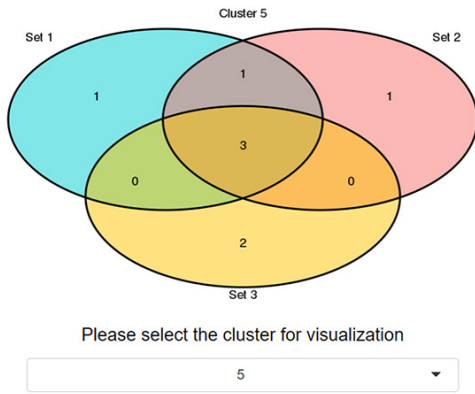 Cluster 5
Set 1
Set 2
1
1
1
3
0
0
2
Set 3
Please select the cluster for visualization
5